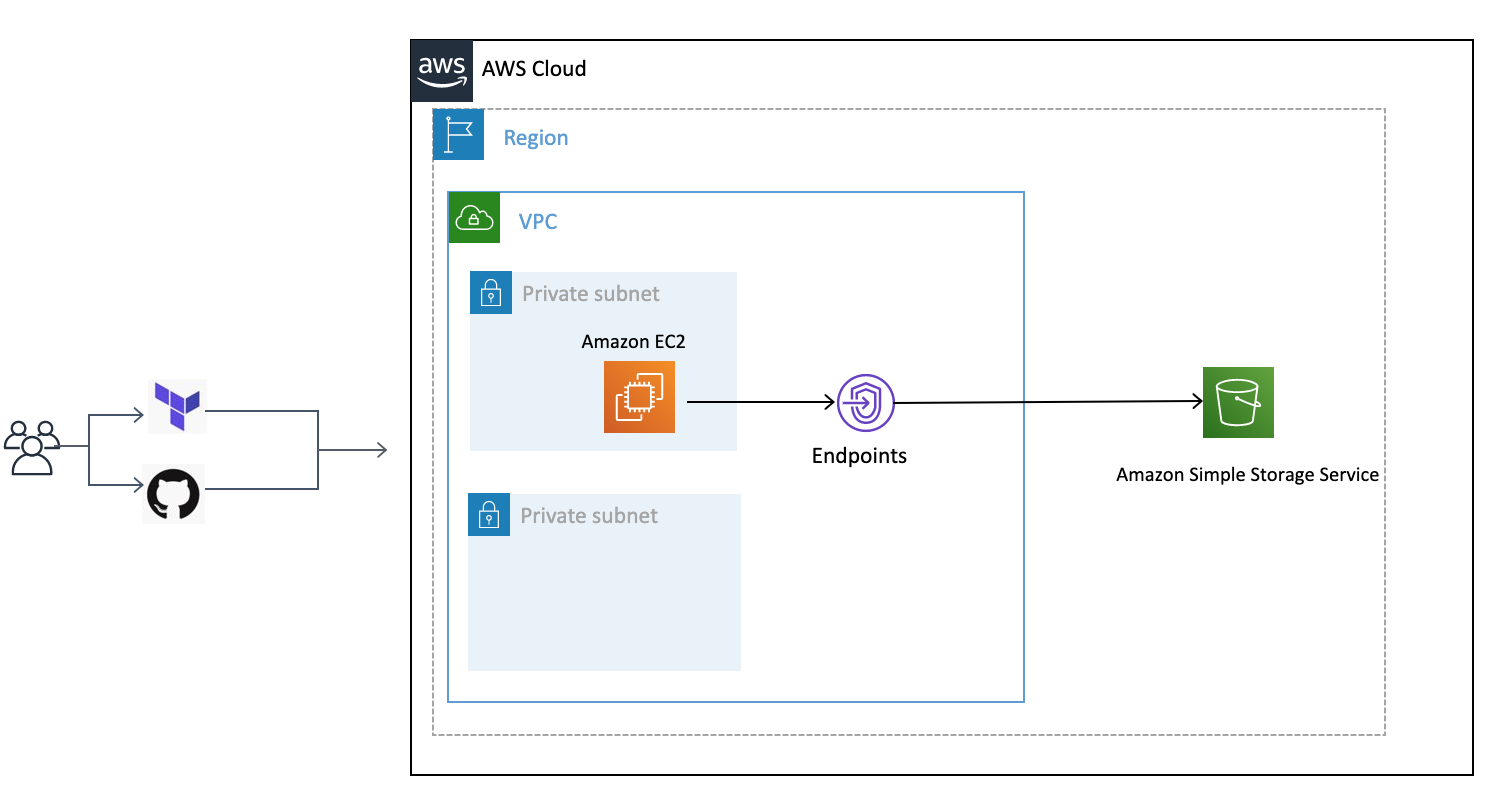 aws
AWS Cloud
Region
VPC
Private subnet
Amazon EC2
Endpoints
Amazon Simple Storage Service
Private subnet